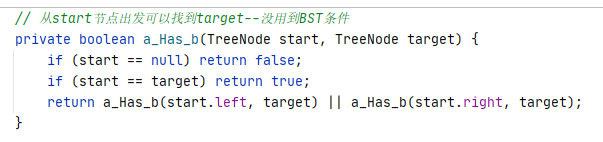 // 从start节点出发可以找到target--没用到BST条件
private boolean a_Has_b(TreeNode start, TreeNode target) {
if (start == null) return false;
if (start == target) return true;
return a_Has_b(start.left, target) || a_Has_b(start.right, target);
}